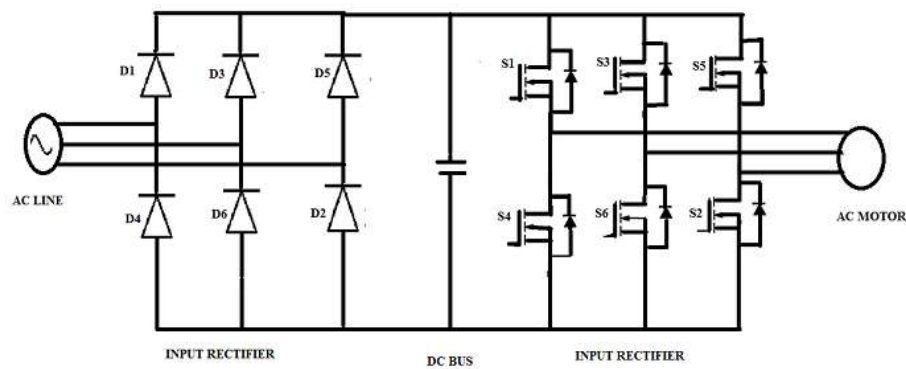 D1
D3
D5
S1
S3
S5
AC LINE
D4
D6
D2
S4
S6
S2
AC MOTOR
INPUT RECTIFIER
DC BUS
INPUT RECTIFIER